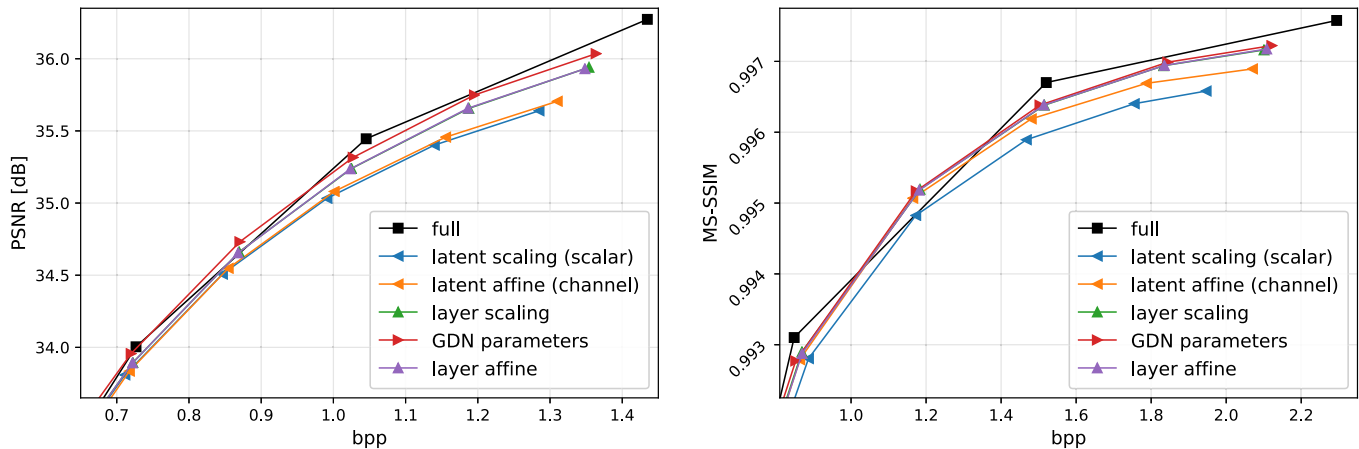 PSNR [dB]
36.0
35.5
35.0
34.5
34.0
0.7 0.8 0.9 1.0 1.1 1.2 1.3 1.4
bpp
full
latent scaling (scalar)
latent affine (channel)
layer scaling
GDN parameters
layer affine
MS-SSIM
0.997
0.996
0.995
0.994
0.993
1.0 1.2 1.4 1.6 1.8 2.0 2.2
bpp
full
latent scaling (scalar)
latent affine (channel)
layer scaling
GDN parameters
layer affine